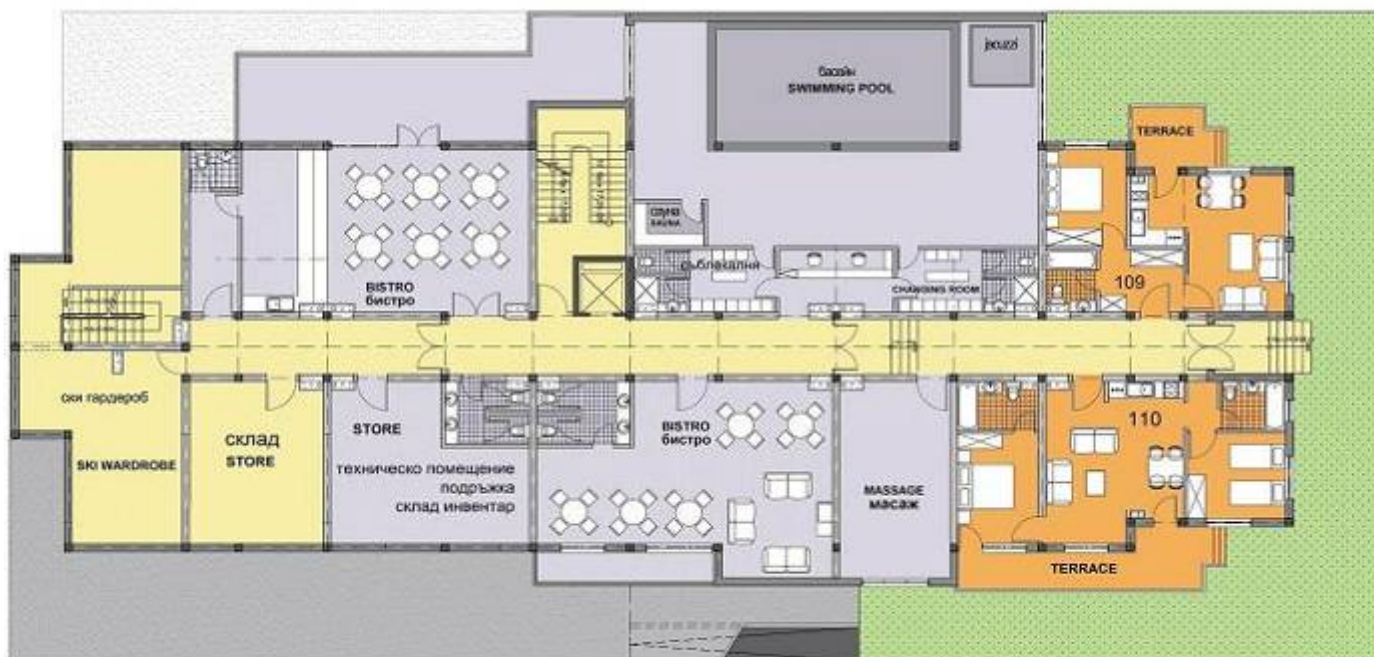 jacuzzi
басейн
SWIMMING POOL
TERRACE
сауна
SAUNA
съблекалня
CHANGING ROOM
109
BISTRO
бистро
ски гардероб
SKI WARDROBE
склад
STORE
STORE
техническо помещение
подръжка
склад инвентар
BISTRO
бистро
MASSAGE
масаж
110
TERRACE